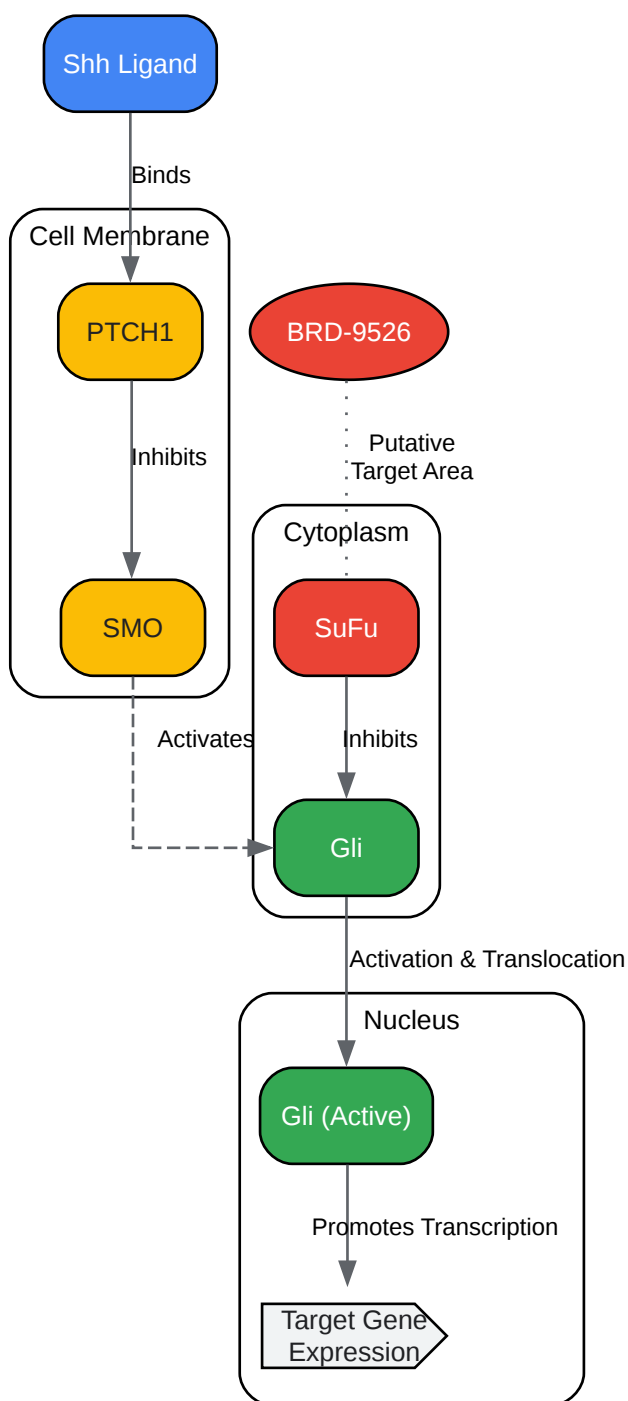 Shh Ligand
Binds
Cell Membrane
PTCH1
BRD-9526
Inhibits
Putative
Target Area
Cytoplasm
SMO
SuFu
Activates
Inhibits
Gli
Activation & Translocation
Nucleus
Gli (Active)
Promotes Transcription
Target Gene
Expression